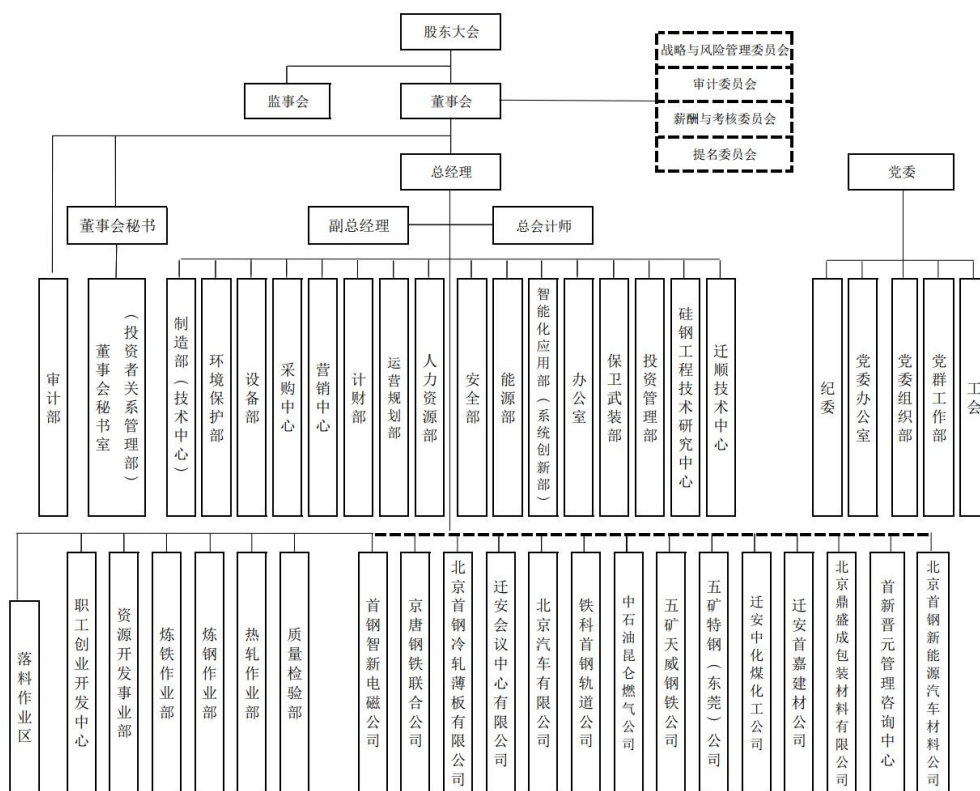 股东大会
战略与风险管理委员会
审计委员会
薪酬与考核委员会
提名委员会
监事会
董事会
总经理
党委
董事会秘书
副总经理
总会计师
审计部
董事会秘书室
（投资者关系管理部）
制造部（技术中心）
环境保护部
设备部
采购中心
营销中心
计财部
运营规划部
人力资源部
安全部
能源部
智能化应用部（系统创新部）
办公室
保卫武装部
投资管理部
硅钢工程技术研究中心
迁顺技术中心
纪委
党委办公室
党委组织部
党群工作部
工会
落料作业区
职工创业开发中心
资源开发事业部
炼铁作业部
炼钢作业部
热轧作业部
质量检验部
首钢智新电磁公司
京唐钢铁联合公司
北京首钢冷轧薄板有限公司
迁安会议中心有限公司
北京汽车有限公司
铁科首钢轨道公司
中石油昆仑燃气公司
五矿天威钢铁公司
五矿特钢（东莞）公司
迁安中化煤化工公司
迁安首嘉建材公司
北京鼎盛成包装材料有限公司
首新晋元管理咨询中心
北京首钢新能源汽车材料公司